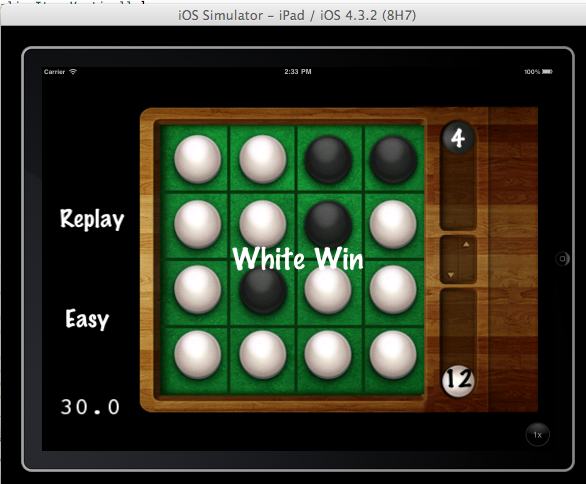 iOS Simulator – iPad / iOS 4.3.2 (8H7)
Carrier 2:33 PM 100%
4
Replay
White Win
Easy
12
30.0
1x